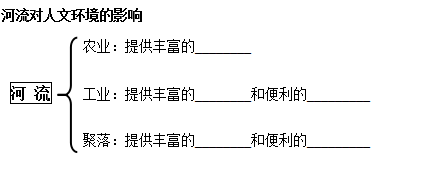 河流对人文环境的影响
农业：提供丰富的________
河 流
工业：提供丰富的________和便利的_________
聚落：提供丰富的________和便利的_________